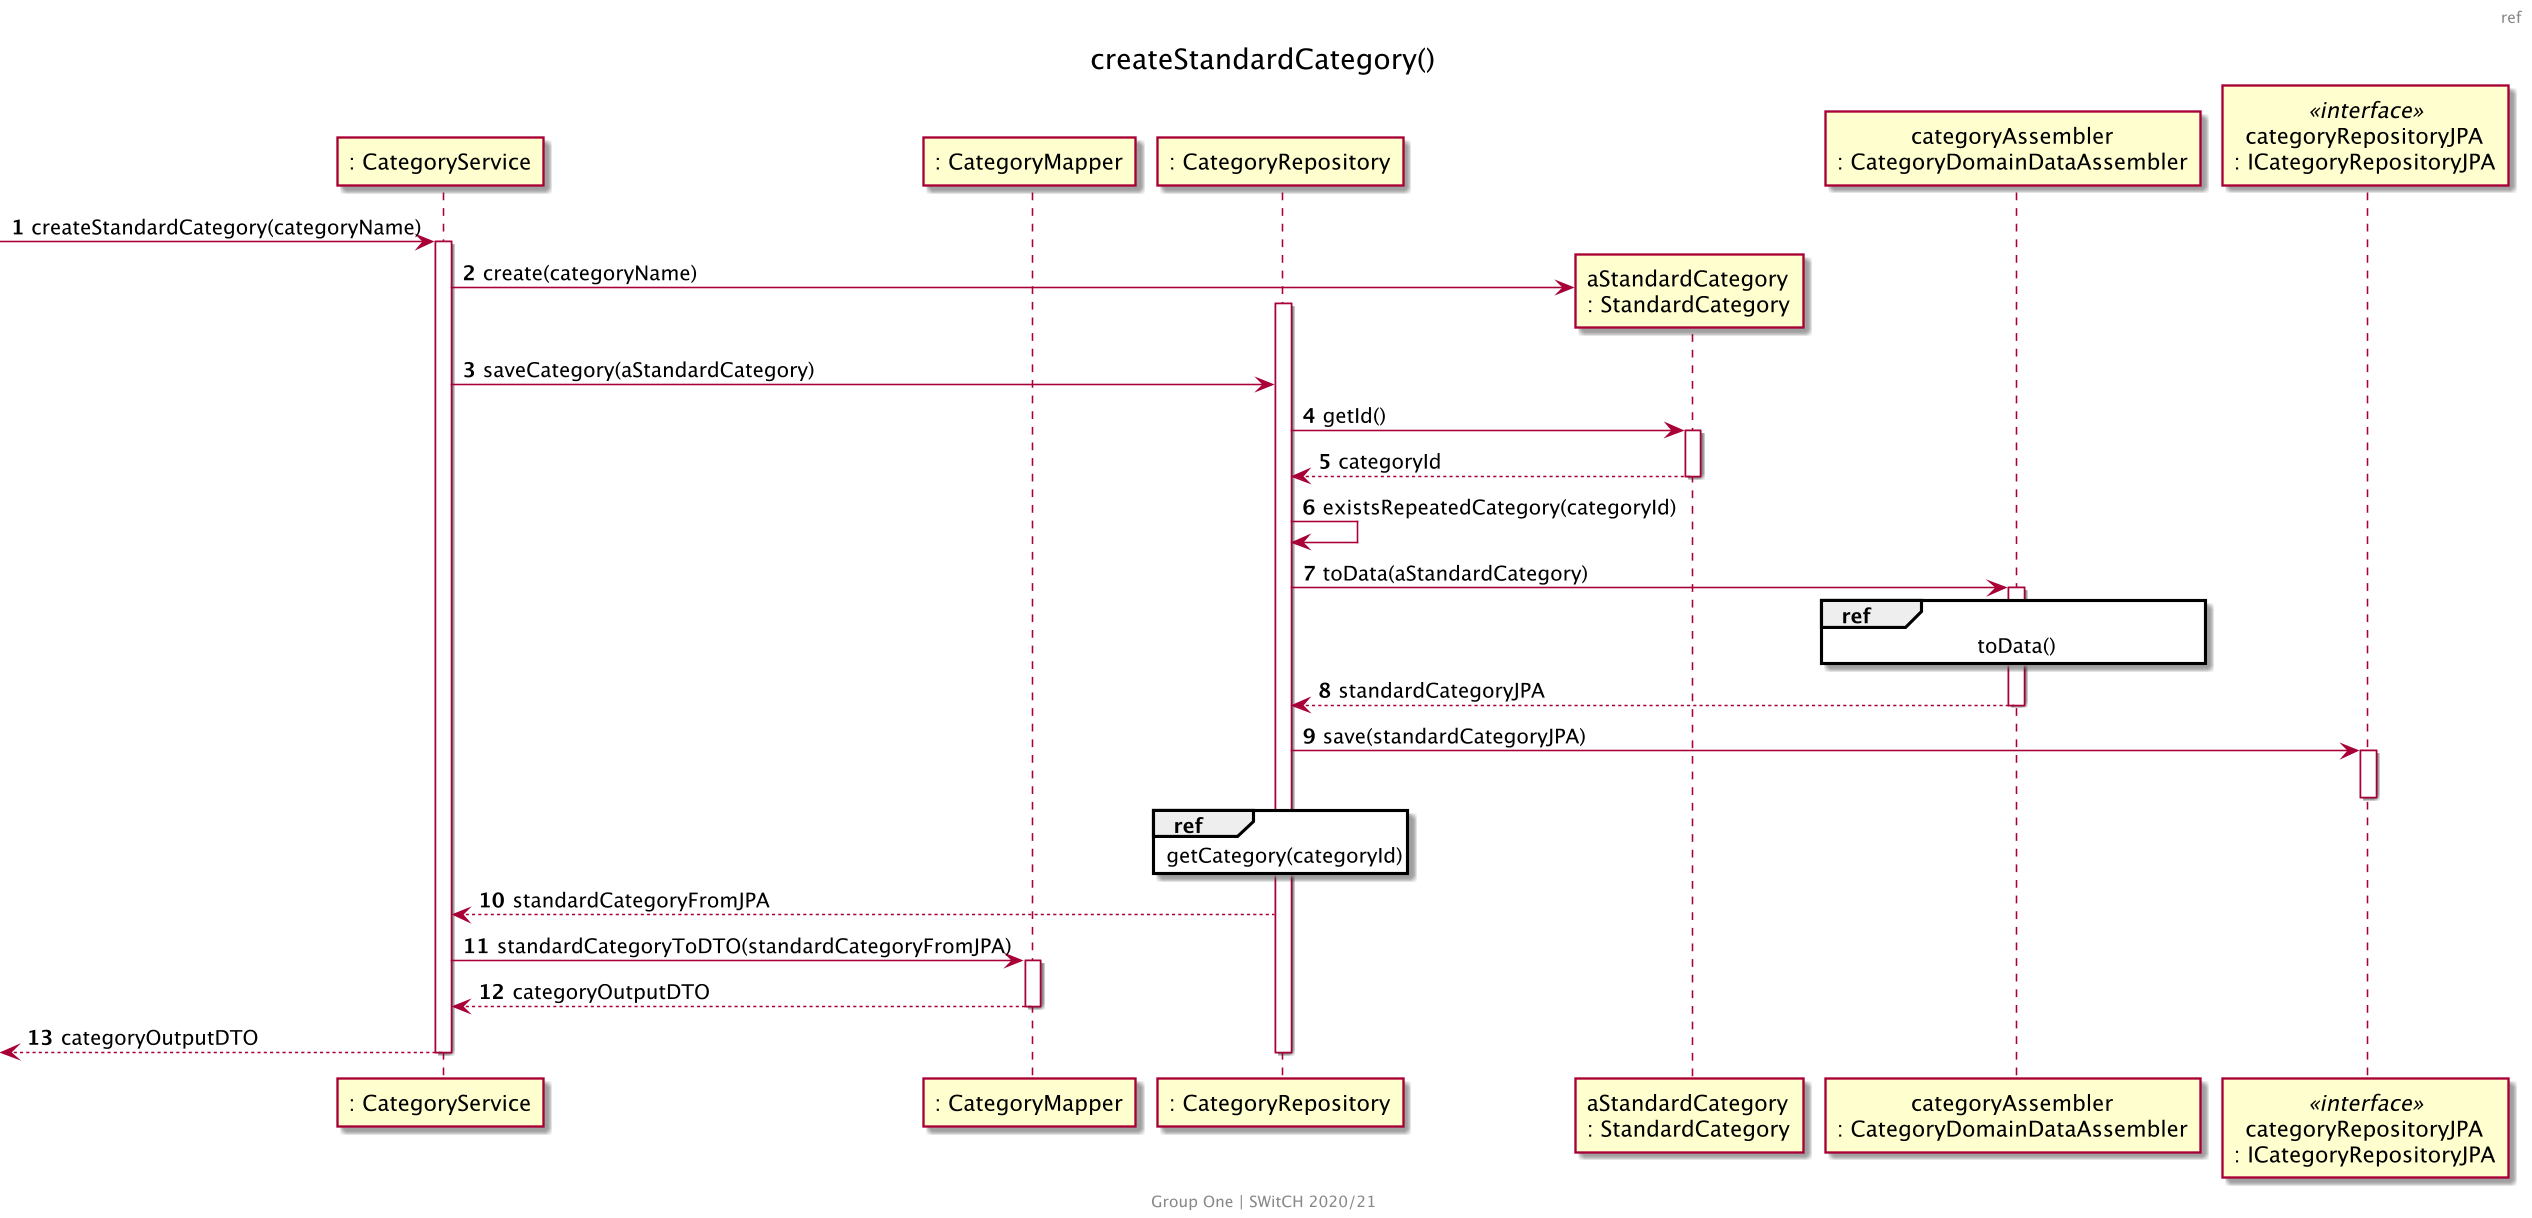 ref
createStandardCategory()
«interface»
categoryRepositoryJPA
: ICategoryRepositoryJPA
categoryAssembler
: CategoryDomainDataAssembler
: CategoryService
: CategoryMapper
: CategoryRepository
1 createStandardCategory(categoryName)
2 create(categoryName)
aStandardCategory
: StandardCategory
3 saveCategory(aStandardCategory)
4 getId()
5 categoryId
6 existsRepeatedCategory(categoryId)
7 toData(aStandardCategory)
ref
toData()
8 standardCategoryJPA
9 save(standardCategoryJPA)
ref
getCategory(categoryId)
10 standardCategoryFromJPA
11 standardCategoryToDTO(standardCategoryFromJPA)
12 categoryOutputDTO
13 categoryOutputDTO
: CategoryService
: CategoryMapper
: CategoryRepository
aStandardCategory
: StandardCategory
categoryAssembler
: CategoryDomainDataAssembler
«interface»
categoryRepositoryJPA
: ICategoryRepositoryJPA
Group One | SWitCH 2020/21